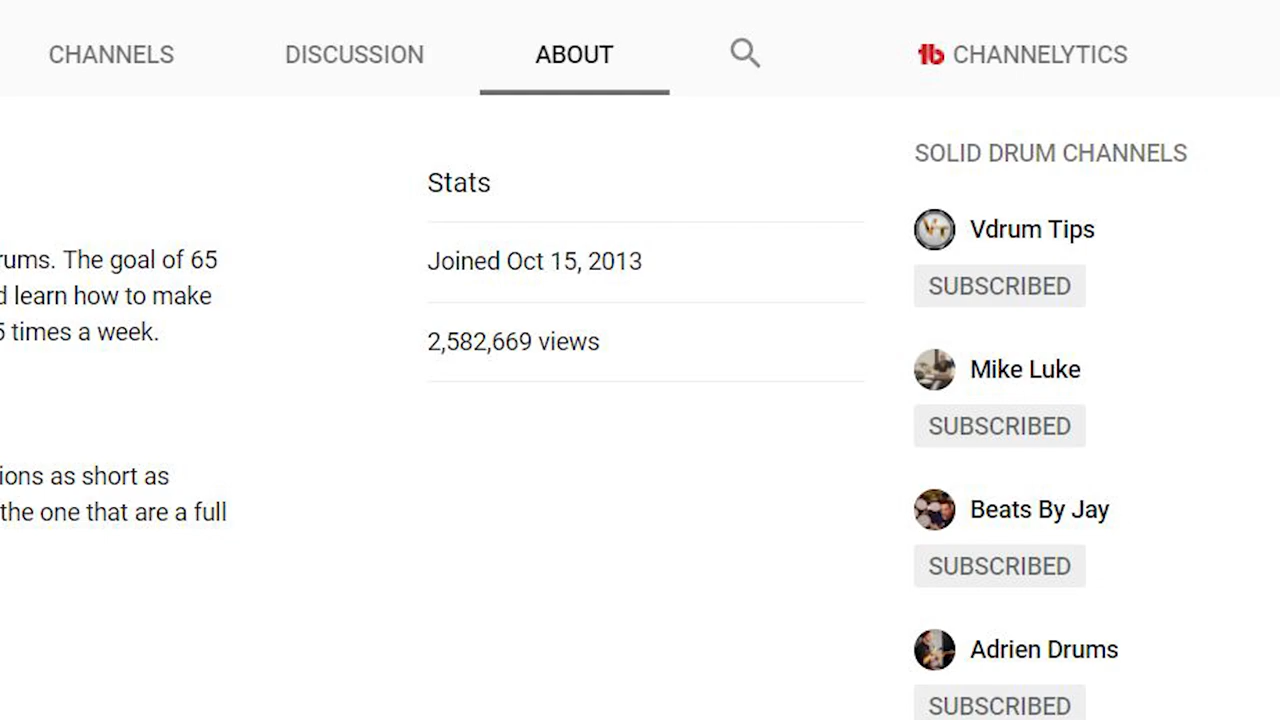 CHANNELS DISCUSSION ABOUT CHANNELYTICS
rums. The goal of 65
d learn how to make
5 times a week.
ions as short as
the one that are a full
Stats
Joined Oct 15, 2013
2,582,669 views
SOLID DRUM CHANNELS
Vdrum Tips
SUBSCRIBED
Mike Luke
SUBSCRIBED
Beats By Jay
SUBSCRIBED
Adrien Drums
SUBSCRIBED